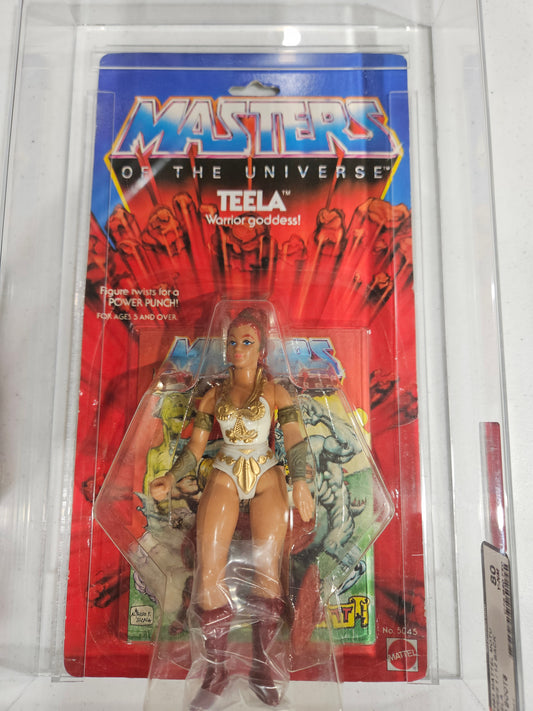 MASTERS
OF THE UNIVERSE™
TEELA™
Warrior goddess!
Figure twists for a
POWER PUNCH!
FOR AGES 5 AND OVER
MASTERS
No. 5045
MATTEL
80